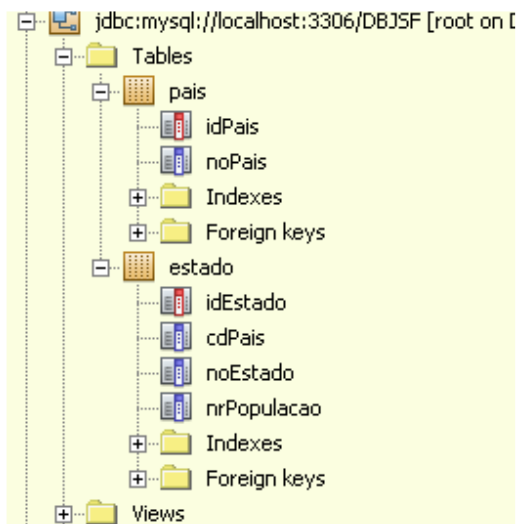 jdbc:mysql://localhost:3306/DBJSF [root on
Tables
pais
idPais
noPais
Indexes
Foreign keys
estado
idEstado
cdPais
noEstado
nrPopulacao
Indexes
Foreign keys
Views